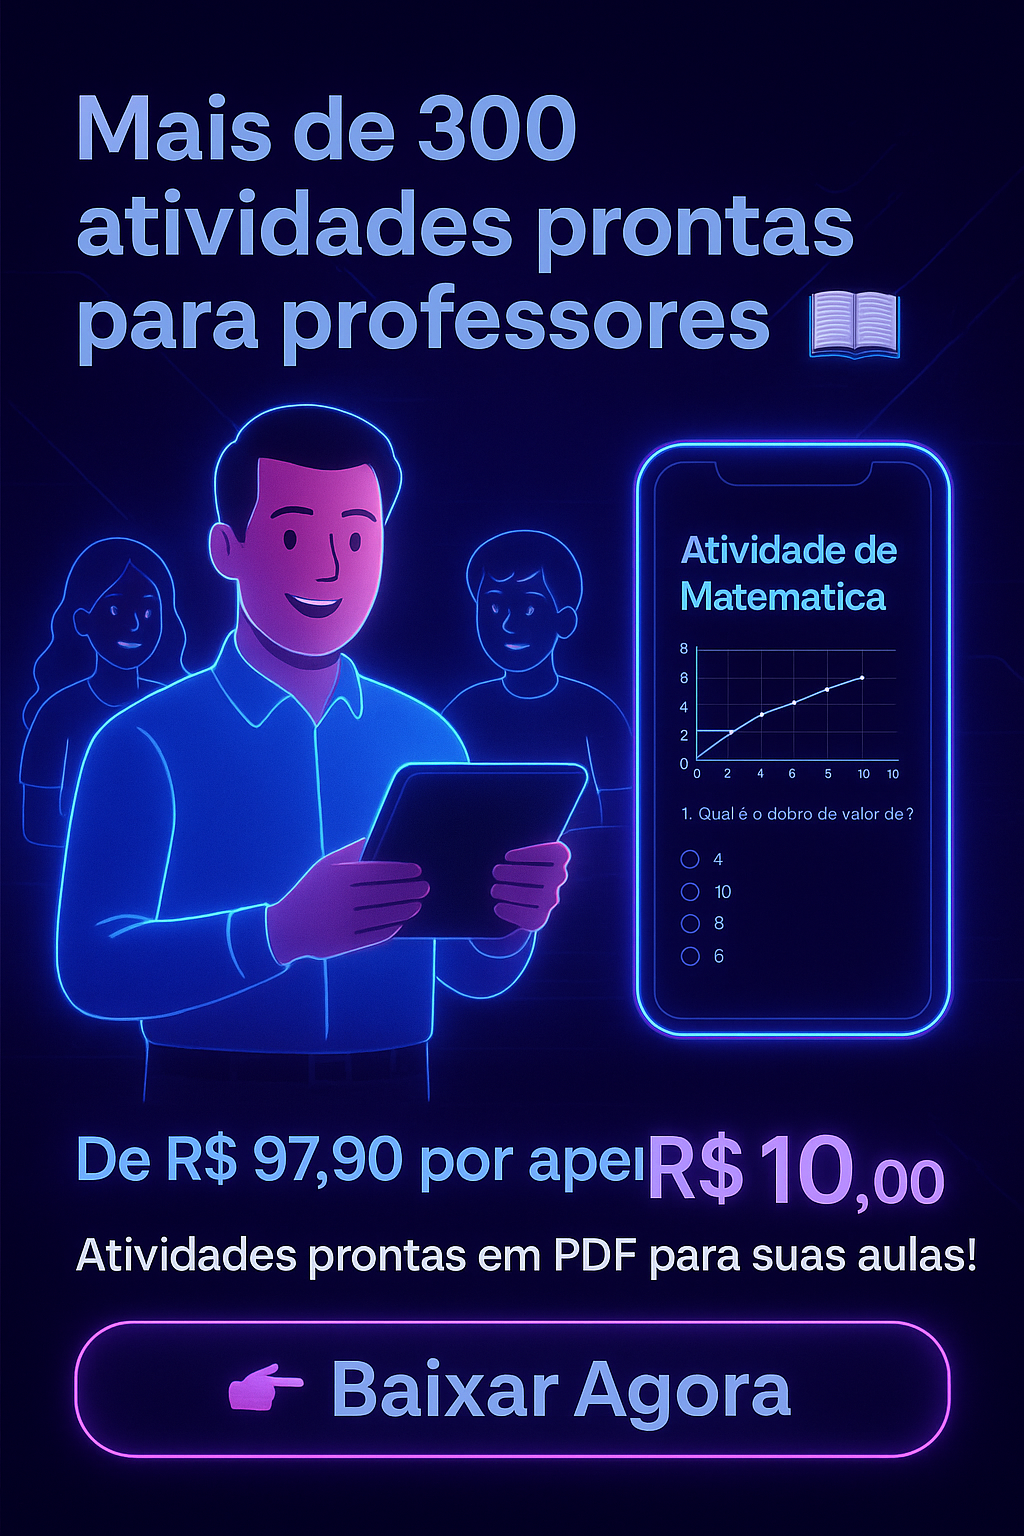 Mais de 300
atividades prontas
para professores
Atividade de
Matematica
8
6
4
2
0
0 2 4 6 5 10 10
1. Qual é o dobro de valor de?
4
10
8
6
De R$ 97,90 por apei R$ 10,00
Atividades prontas em PDF para suas aulas!
Baixar Agora